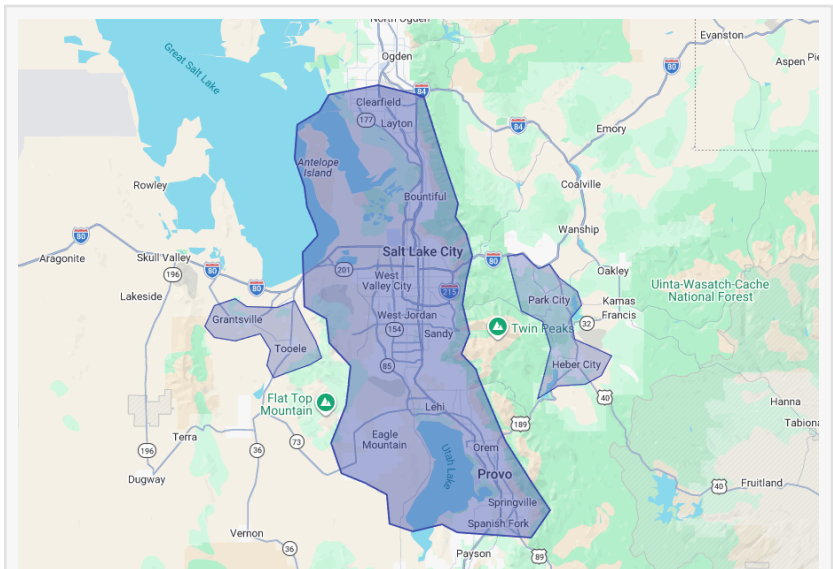 North Ogden
Evanston
Ogden
Aspen
Great Salt Lake
80
84
Clearfield
177
Layton
84
Emory
Antelope
Island
Rowley
Coalville
Bountiful
Wanship
80
Salt Lake City
80
Aragonite
Skull Valley
80
196
201
West
Valley City
Oakley
Lakeside
80
215
Park City
Kamas
Uinta-Wasatch-Cache
National Forest
Grantsville
West Jordan
Francis
154
Sandy
Twin Peaks
32
Tooele
85
Heber City
Flat Top
Mountain
Lehi
40
Hanna
189
Terra
73
Eagle
Mountain
196
36
Orem
Utah Lake
Provo
Dugway
40
Fruitland
Springville
Spanish Fork
Vernon
36
Payson
89